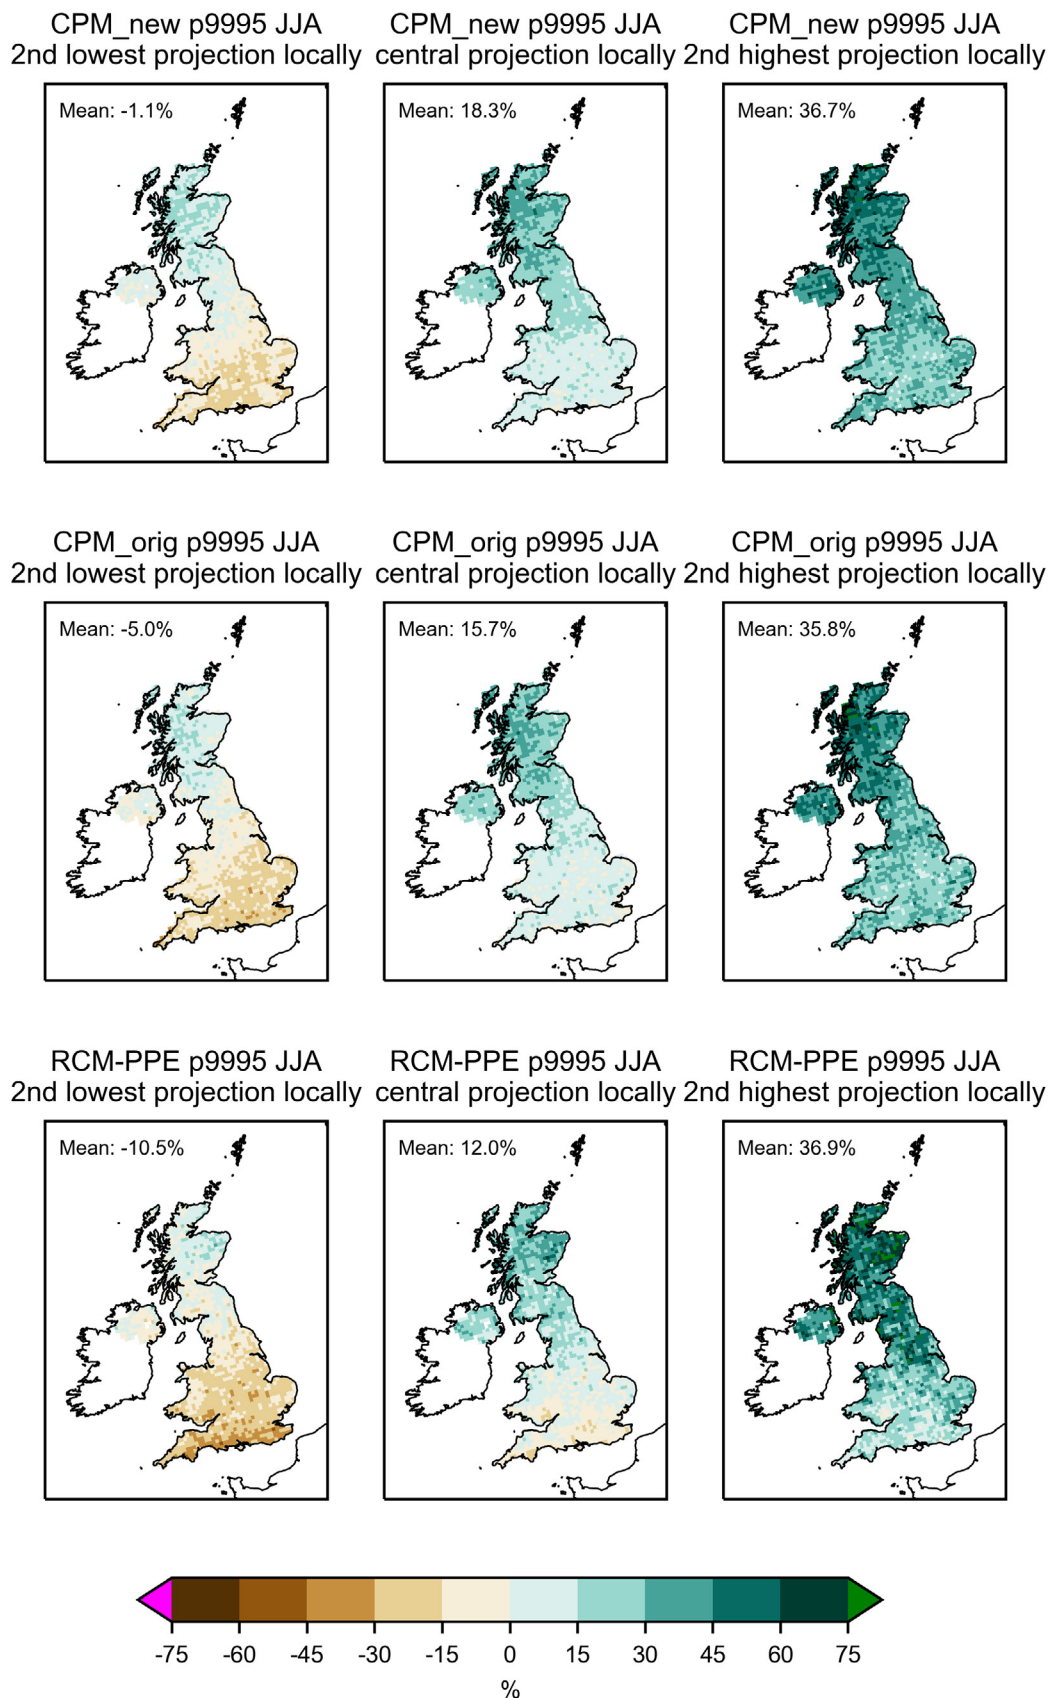 CPM_new p9995 JJA
2nd lowest projection locally
CPM_new p9995 JJA
central projection locally
CPM_new p9995 JJA
2nd highest projection locally
Mean: -1.1%
Mean: 18.3%
Mean: 36.7%
CPM_orig p9995 JJA
2nd lowest projection locally
CPM_orig p9995 JJA
central projection locally
CPM_orig p9995 JJA
2nd highest projection locally
Mean: -5.0%
Mean: 15.7%
Mean: 35.8%
RCM-PPE p9995 JJA
2nd lowest projection locally
RCM-PPE p9995 JJA
central projection locally
RCM-PPE p9995 JJA
2nd highest projection locally
Mean: -10.5%
Mean: 12.0%
Mean: 36.9%
-75 -60 -45 -30 -15 0 15 30 45 60 75
%